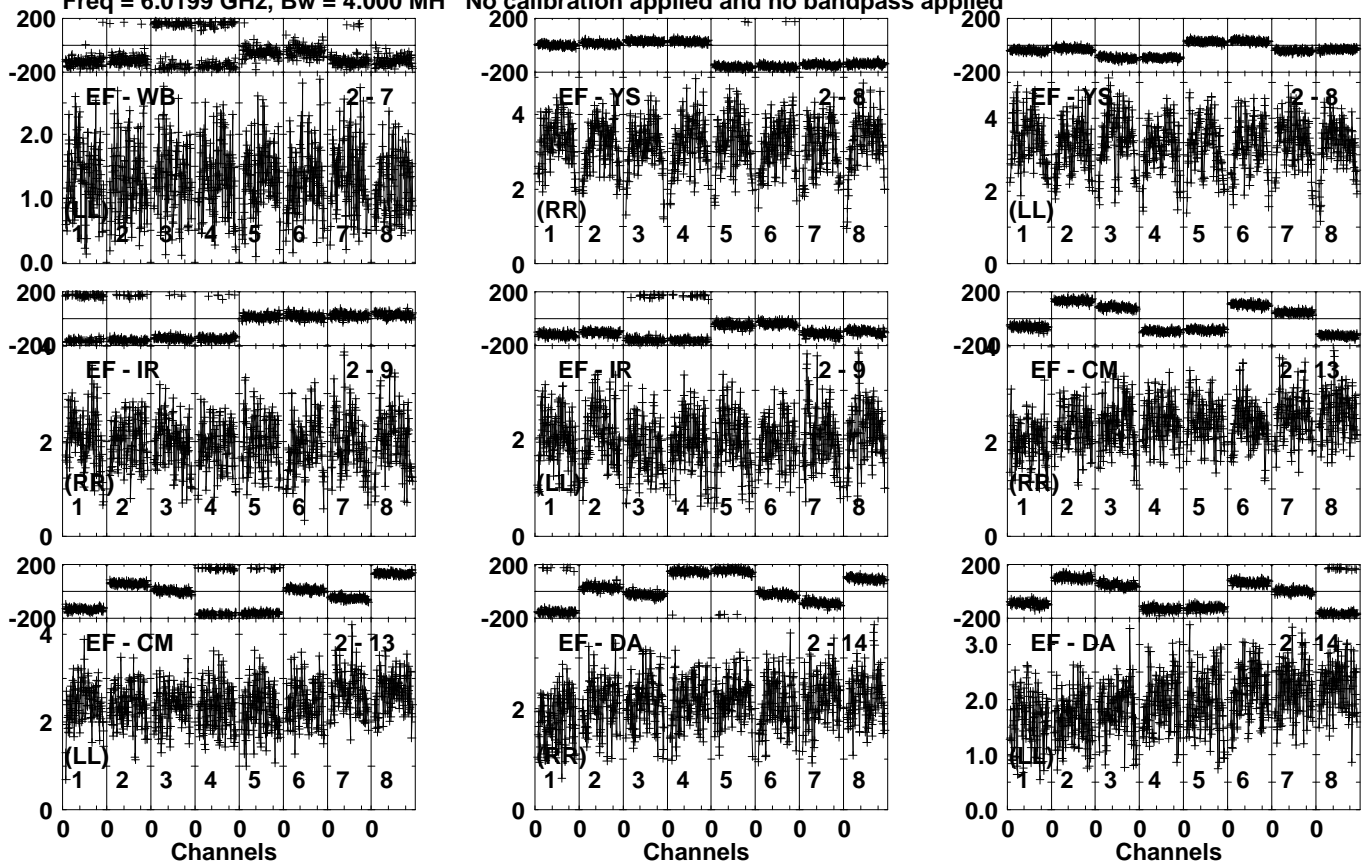 Freq = 6.0199 GHz, Bw = 4.000 MH No calibration applied and no bandpass applied
200 200 200
-200 -200 -200
EF - WB 2 - 7 EF - YS 2 - 8 EF - YS 2 - 8
2.0 4 4
1.0 2 2
(LL) (RR) (LL)
1 2 3 4 5 6 7 8 1 2 3 4 5 6 7 8 1 2 3 4 5 6 7 8
0.0 0 0
200 200 200
-200 -200 -200
4 4
EF - IR 2 - 9 EF - IR 2 - 9 EF - CM 2 - 13
2 2 2
(RR) (LL) (RR)
1 2 3 4 5 6 7 8 1 2 3 4 5 6 7 8 1 2 3 4 5 6 7 8
0 0 0
200 200 200
-200 -200 -200
4 3.0
EF - CM 2 - 13 EF - DA 2 - 14 EF - DA 2 - 14
2 2 2.0
(LL) (RR) (LL)
1.0
1 2 3 4 5 6 7 8 1 2 3 4 5 6 7 8 1 2 3 4 5 6 7 8
0 0 0.0
0 0 0 0 0 0 0 0 0 0 0 0 0 0 0 0 0 0 0 0 0 0 0 0
Channels Channels Channels